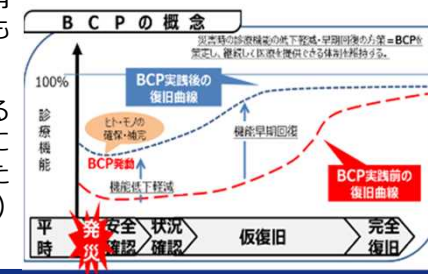 BCPの概念
災害時の診療機能の低下軽減・早期回復の方策=BCPを
策定し、継続しく医療を提供できる体制を維持する。
100%
診療機能
BCP実践後の
復旧曲線
ヒト・モノの
確保・補充
BCP発動
機能低下軽減
機能早期回復
BCP実践前の
復旧曲線
平時
発災
安全確認
状況確認
仮復旧
完全復旧
も
る
に
た
)